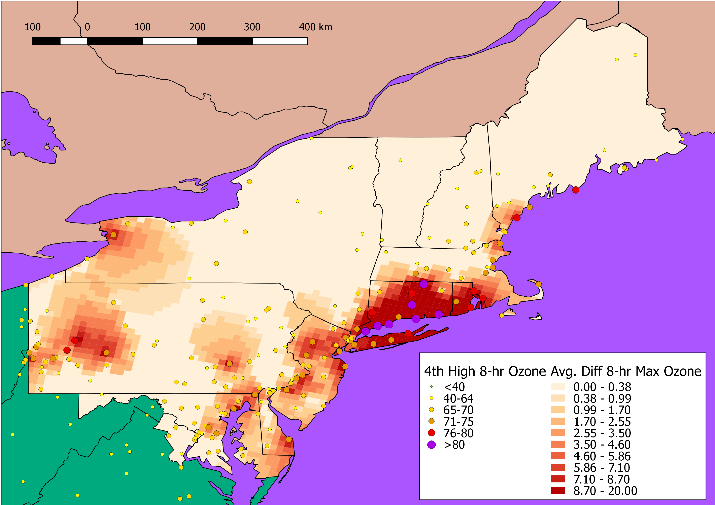 100 0 100 200 300 400 km
4th High 8-hr Ozone Avg. Diff 8-hr Max Ozone
<40 0.00 - 0.38
40-64 0.38 - 0.99
65-70 0.99 - 1.70
71-75 1.70 - 2.55
76-80 2.55 - 3.50
>80 3.50 - 4.60
4.60 - 5.86
5.86 - 7.10
7.10 - 8.70
8.70 - 20.00